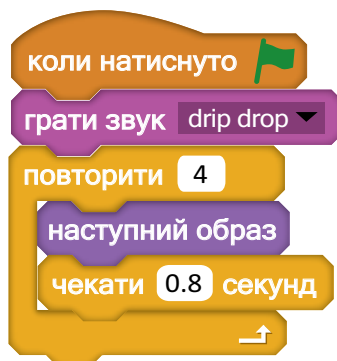 коли натиснуто
грати звук drip drop
повторити 4
наступний образ
чекати 0.8 секунд